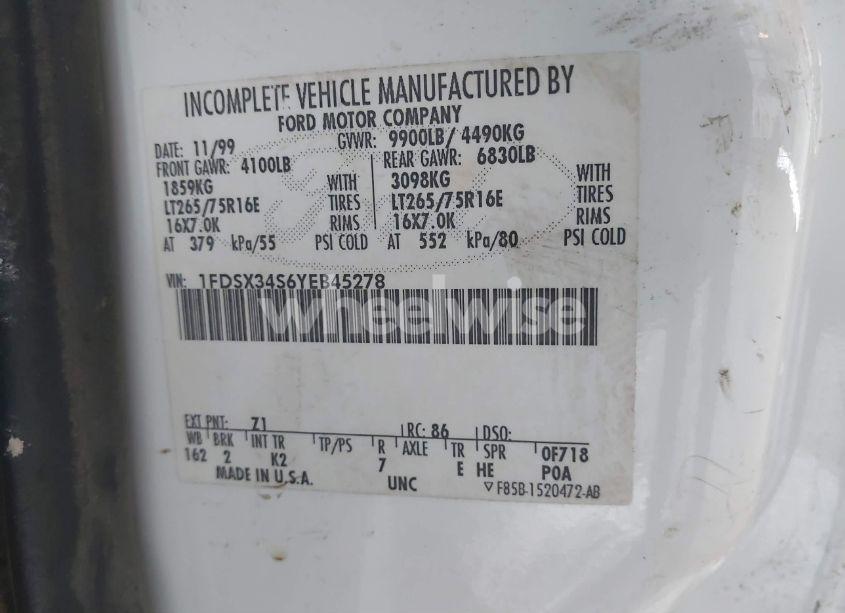 INCOMPLETE VEHICLE MANUFACTURED BY
FORD MOTOR COMPANY
DATE: 11/99 GVWR: 9900LB/ 4490KG
FRONT GAWR: 4100LB REAR GAWR: 6830LB
1859KG WITH 3098KG WITH
LT265/75R16E TIRES LT265/75R16E TIRES
16X7.0K RIMS 16X7.0K RIMS
AT 379 kPa/55 PSI COLD AT 552 kPa/80 PSI COLD
VIN: 1FDSX34S6YEB45278
wheelwise
EXT PNT: Z1 RC: 86 DSO:
WB BRK INT TR TP/PS R AXLE TR SPR 0F718
162 2 K2 7 E HE POA
MADE IN U.S.A. UNC F85B-1520472-AB